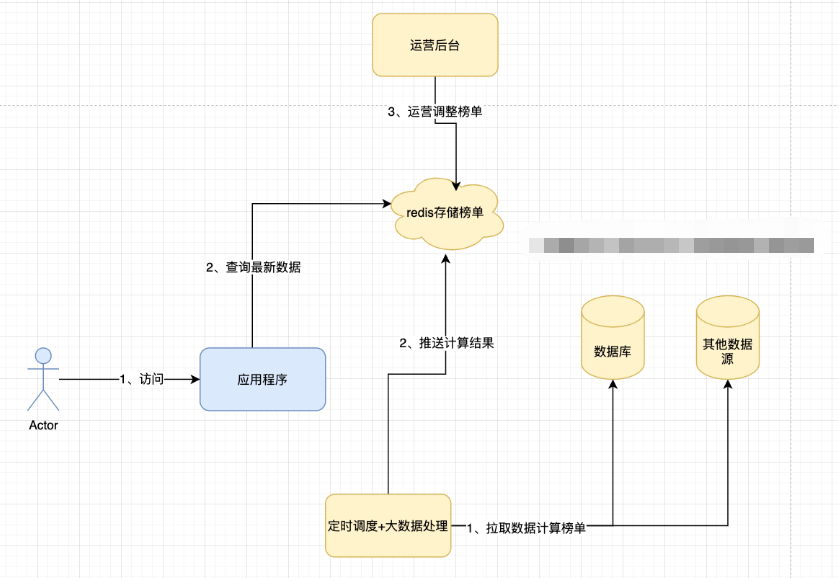 运营后台
3、运营调整榜单
redis存储榜单
2、查询最新数据
2、推送计算结果
数据库
其他数据
源
1、访问
应用程序
Actor
定时调度+大数据处理
1、拉取数据计算榜单